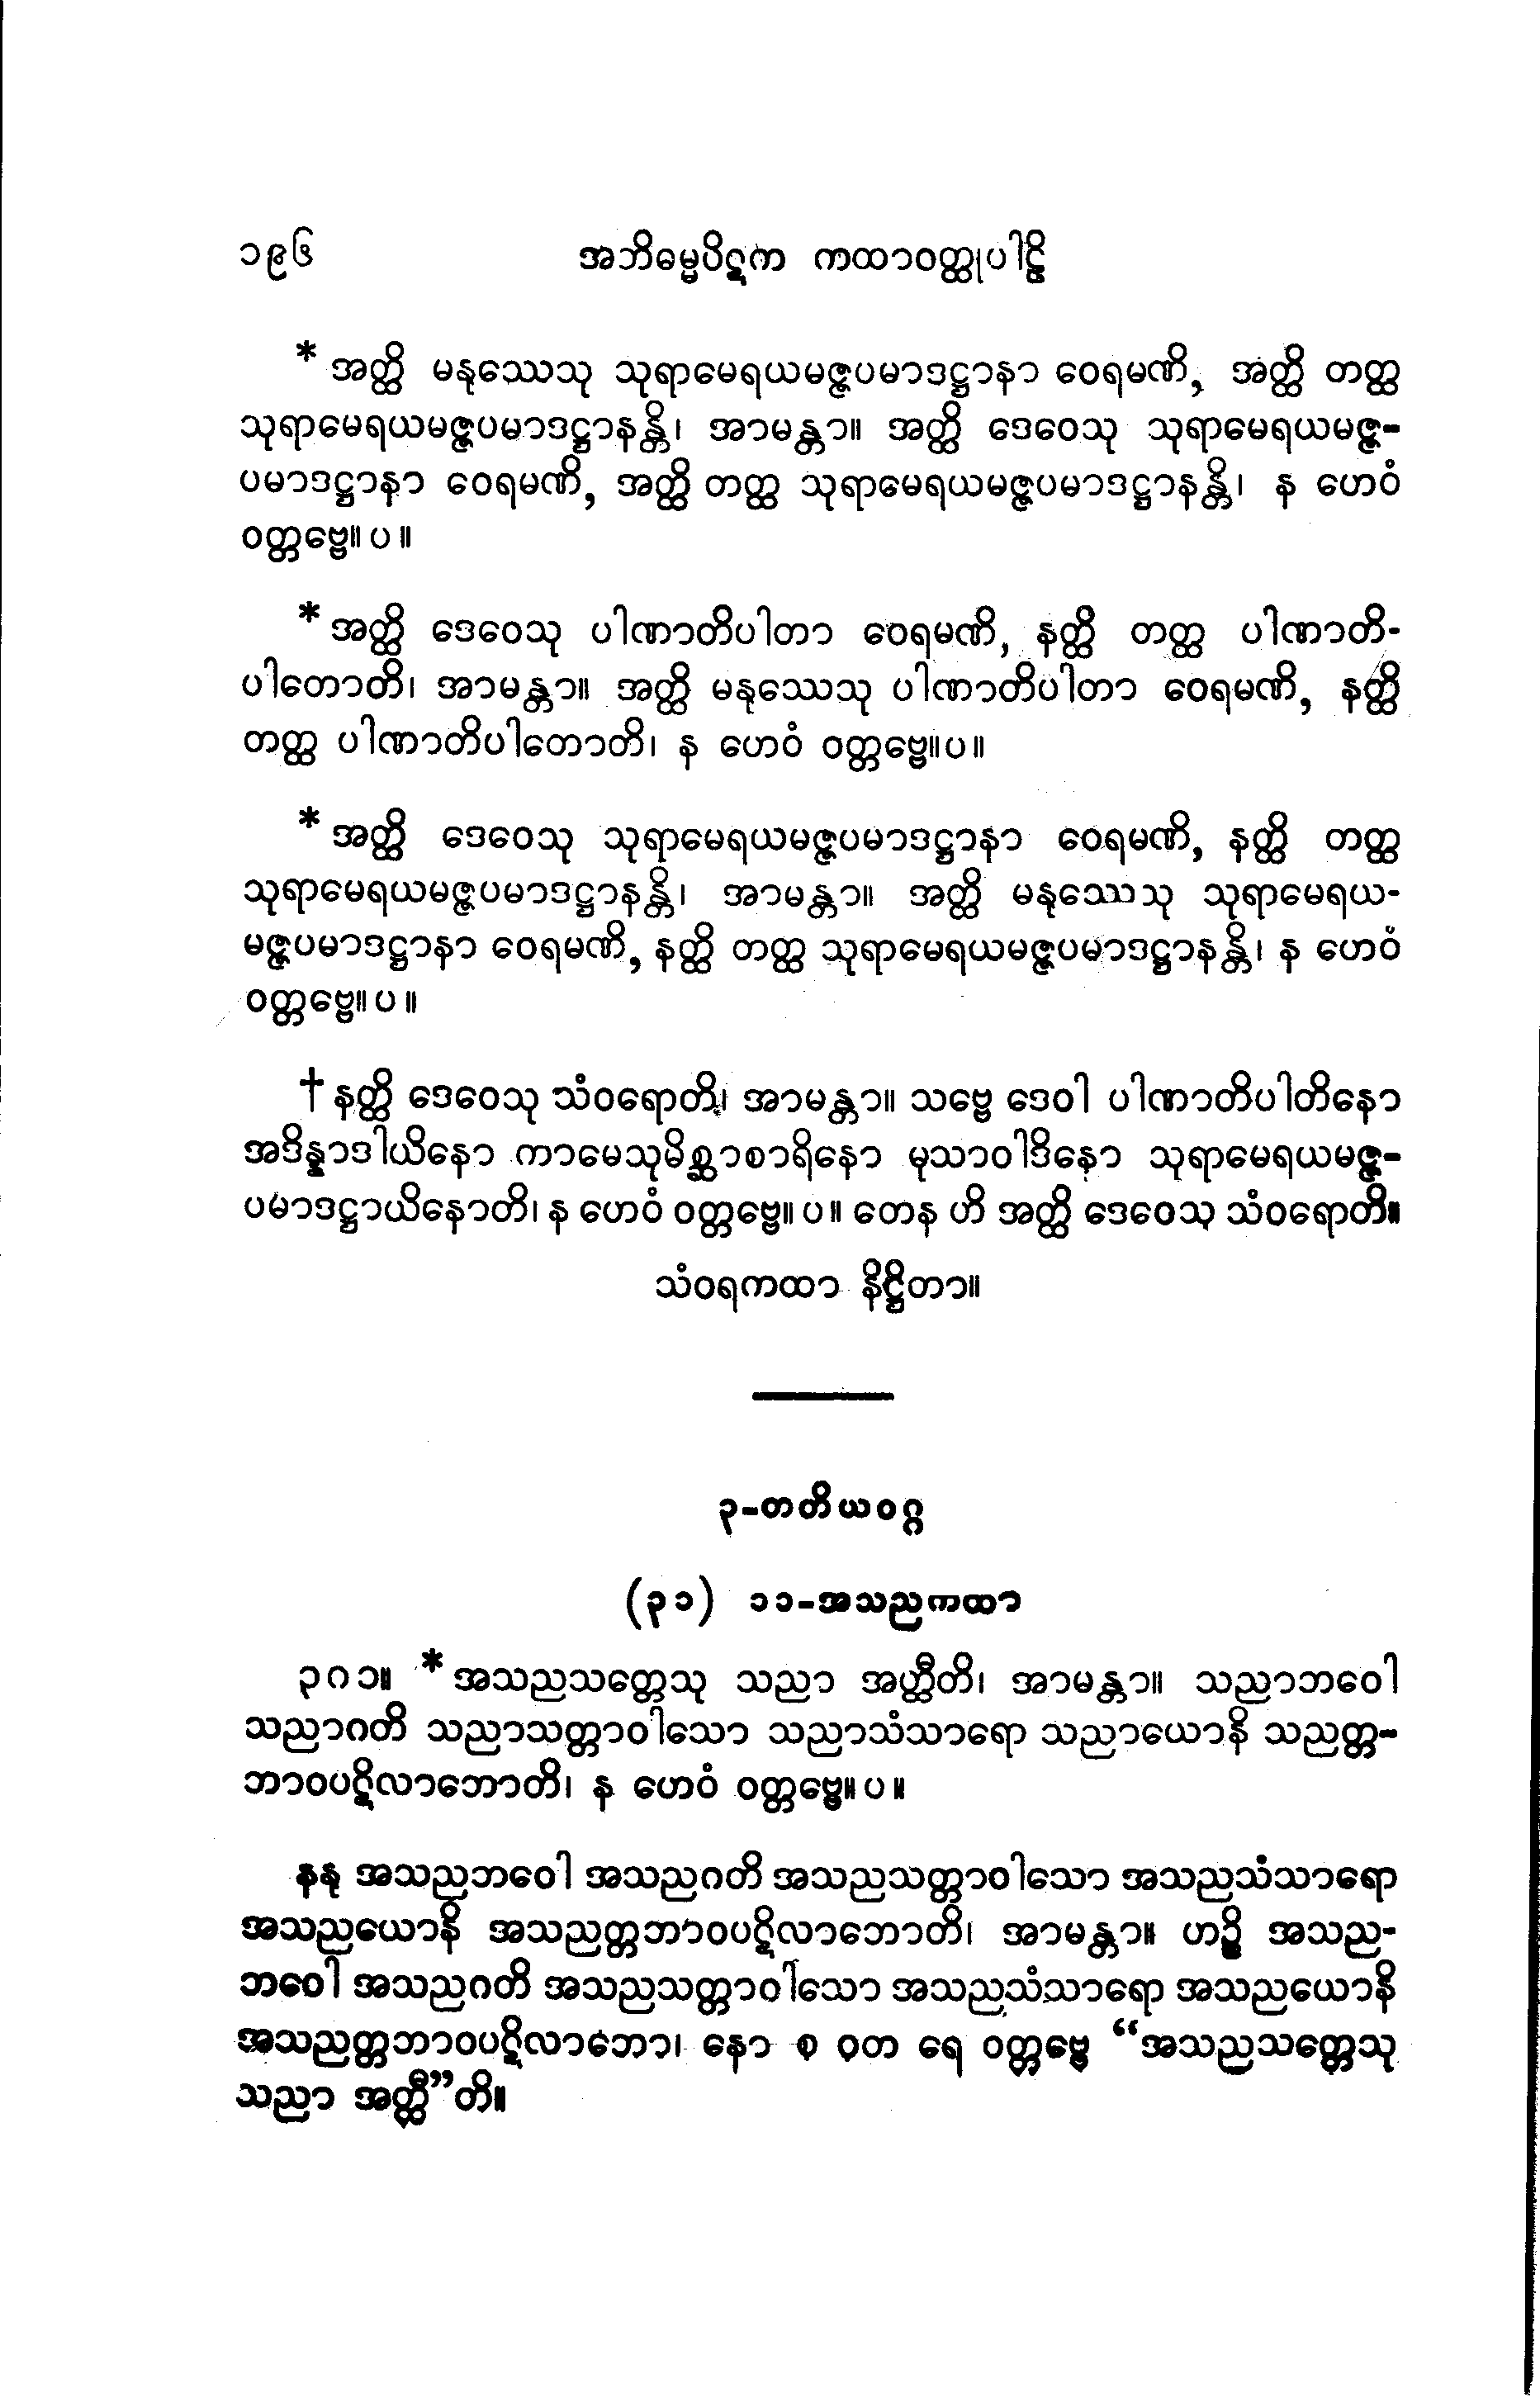 ၁၉၆ အဘိဓမ္မပိဋက ကထာဝတ္ထုပါဠိ
* အတ္ထိ မနုဿေသု သုရာမေရယမဇ္ဇပမာဒဋ္ဌာနာ ဝေရမဏိ, အတ္ထိ တတ္ထ
သုရာမေရယမဇ္ဇပမာဒဋ္ဌာနန္တိ၊ အာမန္တာ။ အတ္ထိ ဒေဝေသု သုရာမေရယမဇ္ဇ-
ပမာဒဋ္ဌာနာ ဝေရမဏိ, အတ္ထိ တတ္ထ သုရာမေရယမဇ္ဇပမာဒဋ္ဌာနန္တိ၊ န ဟေဝံ
ဝတ္တဗ္ဗေ။ ပ ။
* အတ္ထိ ဒေဝေသု ပါဏာတိပါတာ ဝေရမဏိ, နတ္ထိ တတ္ထ ပါဏာတိ-
ပါတောတိ၊ အာမန္တာ။ အတ္ထိ မနုဿေသု ပါဏာတိပါတာ ဝေရမဏိ, နတ္ထိ
တတ္ထ ပါဏာတိပါတောတိ၊ န ဟေဝံ ဝတ္တဗ္ဗေ။ပ။
* အတ္ထိ ဒေဝေသု သုရာမေရယမဇ္ဇပမာဒဋ္ဌာနာ ဝေရမဏိ, နတ္ထိ တတ္ထ
သုရာမေရယမဇ္ဇပမာဒဋ္ဌာနန္တိ၊ အာမန္တာ။ အတ္ထိ မနုဿေသု သုရာမေရယ-
မဇ္ဇပမာဒဋ္ဌာနာ ဝေရမဏိ, နတ္ထိ တတ္ထ သုရာမေရယမဇ္ဇပမာဒဋ္ဌာနန္တိ၊ န ဟေဝံ
ဝတ္တဗ္ဗေ။ ပ ။
† နတ္ထိ ဒေဝေသု သံဝရောတိ၊ အာမန္တာ။ သဗ္ဗေ ဒေဝါ ပါဏာတိပါတိနော
အဒိန္နာဒါယိနော ကာမေသုမိစ္ဆာစာရိနော မုသာဝါဒိနော သုရာမေရယမဇ္ဇ-
ပမာဒဋ္ဌာယိနောတိ၊ န ဟေဝံ ဝတ္တဗ္ဗေ။ ပ ။ တေန ဟိ အတ္ထိ ဒေဝေသု သံဝရောတိ။
သံဝရကထာ နိဋ္ဌိတာ။
၃-တတိယဝဂ္ဂ
(၃၁) ၁၁-အသညကထာ
၃၈၁။ * အသညသတ္တေသု သညာ အတ္ထီတိ၊ အာမန္တာ။ သညာဘဝေါ
သညာဂတိ သညာသတ္တာဝါသော သညာသံသာရော သညာယောနိ သညတ္တ-
ဘာဝပဋိလာဘောတိ၊ န ဟေဝံ ဝတ္တဗ္ဗေ။ ပ ။
နနု အသညဘဝေါ အသညဂတိ အသညသတ္တာဝါသော အသညသံသာရော
အသညယောနိ အသညတ္တဘာဝပဋိလာဘောတိ၊ အာမန္တာ။ ဟဉ္စိ အသည-
ဘဝေါ အသညဂတိ အသညသတ္တာဝါသော အသညသံသာရော အသညယောနိ
အသညတ္တဘာဝပဋိလာဘော၊ နော စ ဝတ ရေ ဝတ္တဗ္ဗေ “အသညသတ္တေသု
သညာ အတ္ထီ”တိ။